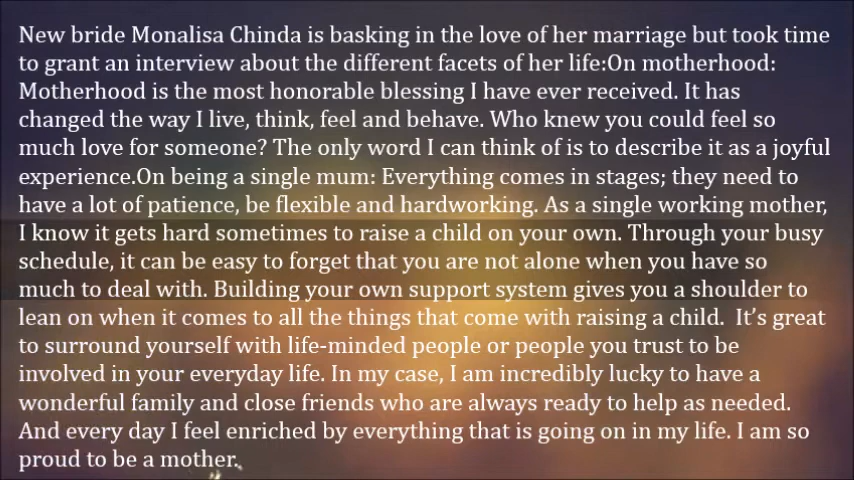 New bride Monalisa Chinda is basking in the love of her marriage but took time
to grant an interview about the different facets of her life:On motherhood:
Motherhood is the most honorable blessing I have ever received. It has
changed the way I live, think, feel and behave. Who knew you could feel so
much love for someone? The only word I can think of is to describe it as a joyful
experience.On being a single mum: Everything comes in stages; they need to
have a lot of patience, be flexible and hardworking. As a single working mother,
I know it gets hard sometimes to raise a child on your own. Through your busy
schedule, it can be easy to forget that you are not alone when you have so
much to deal with. Building your own support system gives you a shoulder to
lean on when it comes to all the things that come with raising a child.  It’s great
to surround yourself with life-minded people or people you trust to be
involved in your everyday life. In my case, I am incredibly lucky to have a
wonderful family and close friends who are always ready to help as needed.
And every day I feel enriched by everything that is going on in my life. I am so
proud to be a mother.